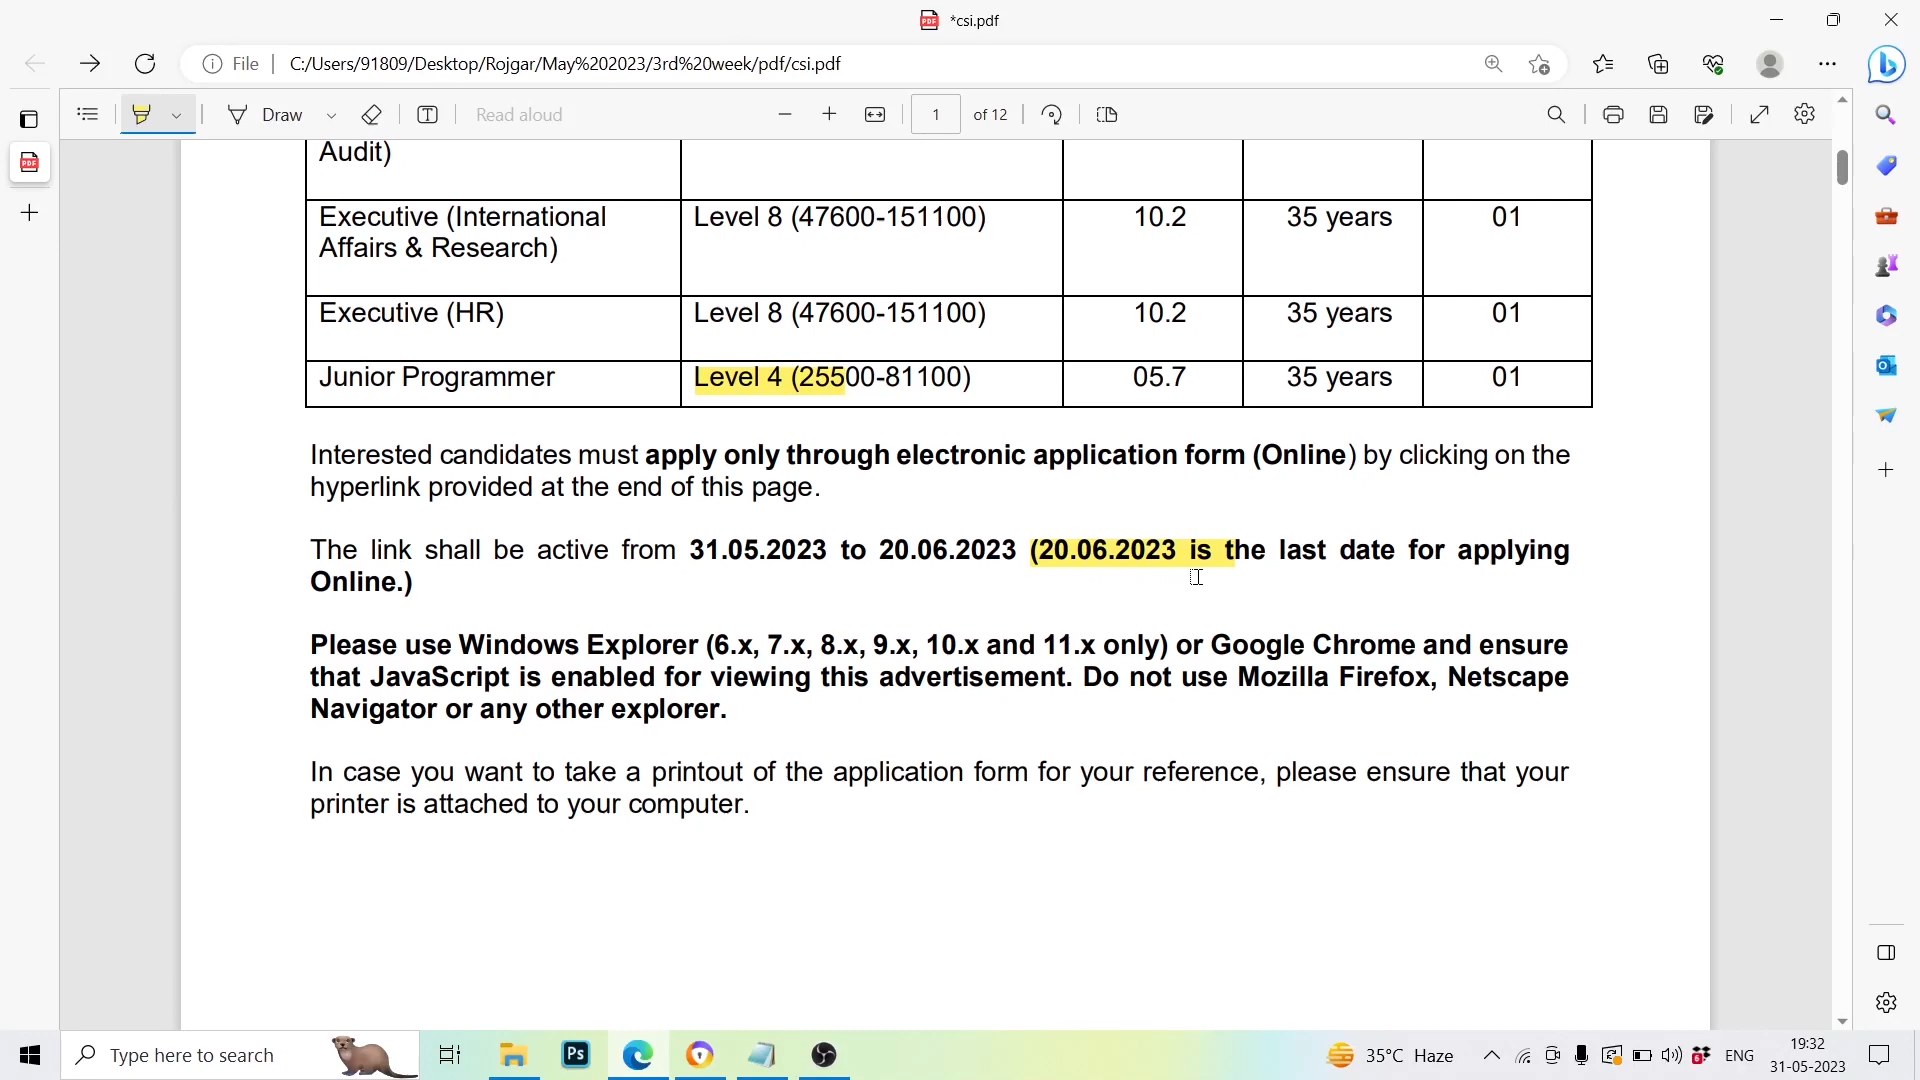 *csi.pdf
File C:/Users/91809/Desktop/Rojgar/May%202023/3rd%20week/pdf/csi.pdf
Draw Read aloud 1 of 12
Audit)
Executive (International Level 8 (47600-151100) 10.2 35 years 01
Affairs & Research)
Executive (HR) Level 8 (47600-151100) 10.2 35 years 01
Junior Programmer Level 4 (25500-81100) 05.7 35 years 01
Interested candidates must apply only through electronic application form (Online) by clicking on the
hyperlink provided at the end of this page.
The link shall be active from 31.05.2023 to 20.06.2023 (20.06.2023 is the last date for applying
Online.)
Please use Windows Explorer (6.x, 7.x, 8.x, 9.x, 10.x and 11.x only) or Google Chrome and ensure
that JavaScript is enabled for viewing this advertisement. Do not use Mozilla Firefox, Netscape
Navigator or any other explorer.
In case you want to take a printout of the application form for your reference, please ensure that your
printer is attached to your computer.
Type here to search Ps 35°C Haze ENG 19:32
31-05-2023